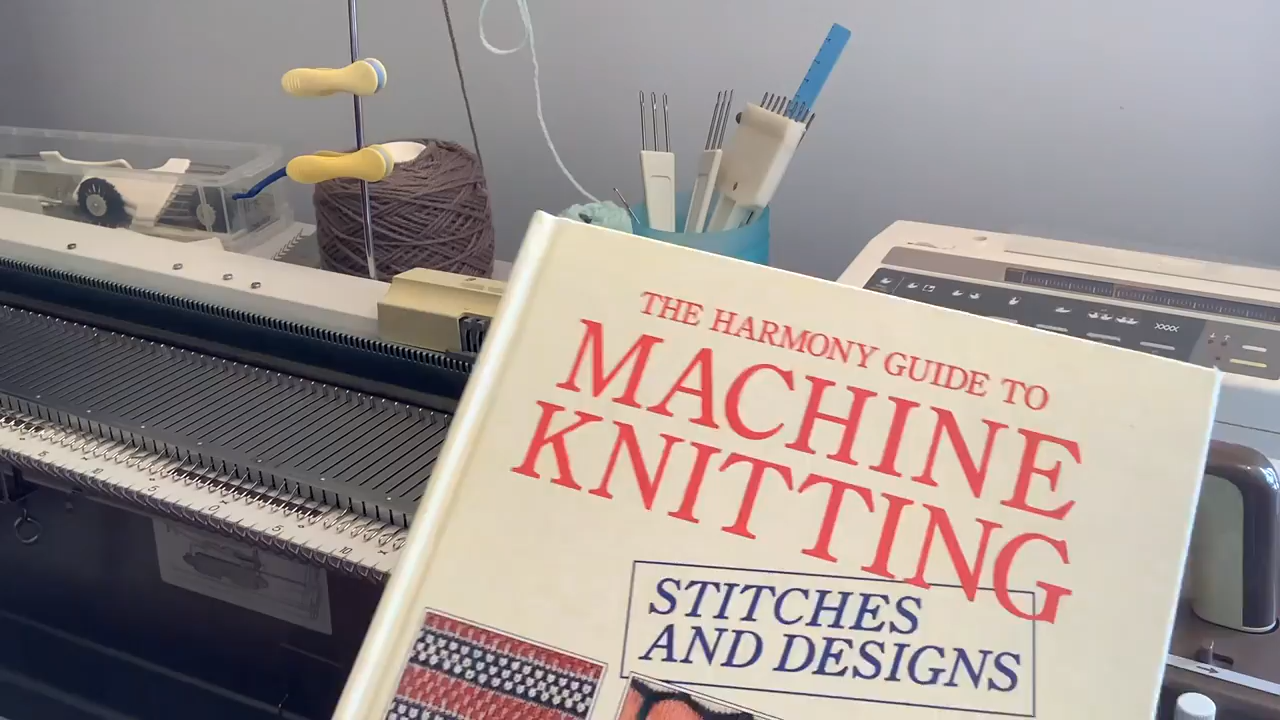 THE HARMONY GUIDE TO
MACHINE
KNITTING
STITCHES
AND DESIGNS